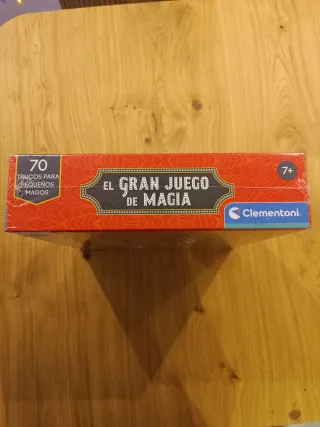 70
TRUCOS PARA
PEQUEÑOS
MAGOS
EL GRAN JUEGO
DE MAGIA
7+
Clementoni